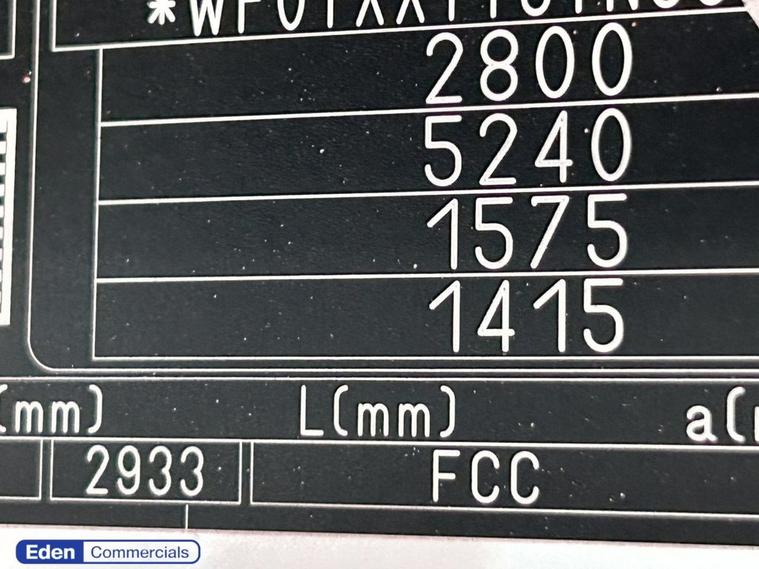 2800
5240
1575
1415
(mm) L(mm) a(
2933 FCC
Eden Commercials